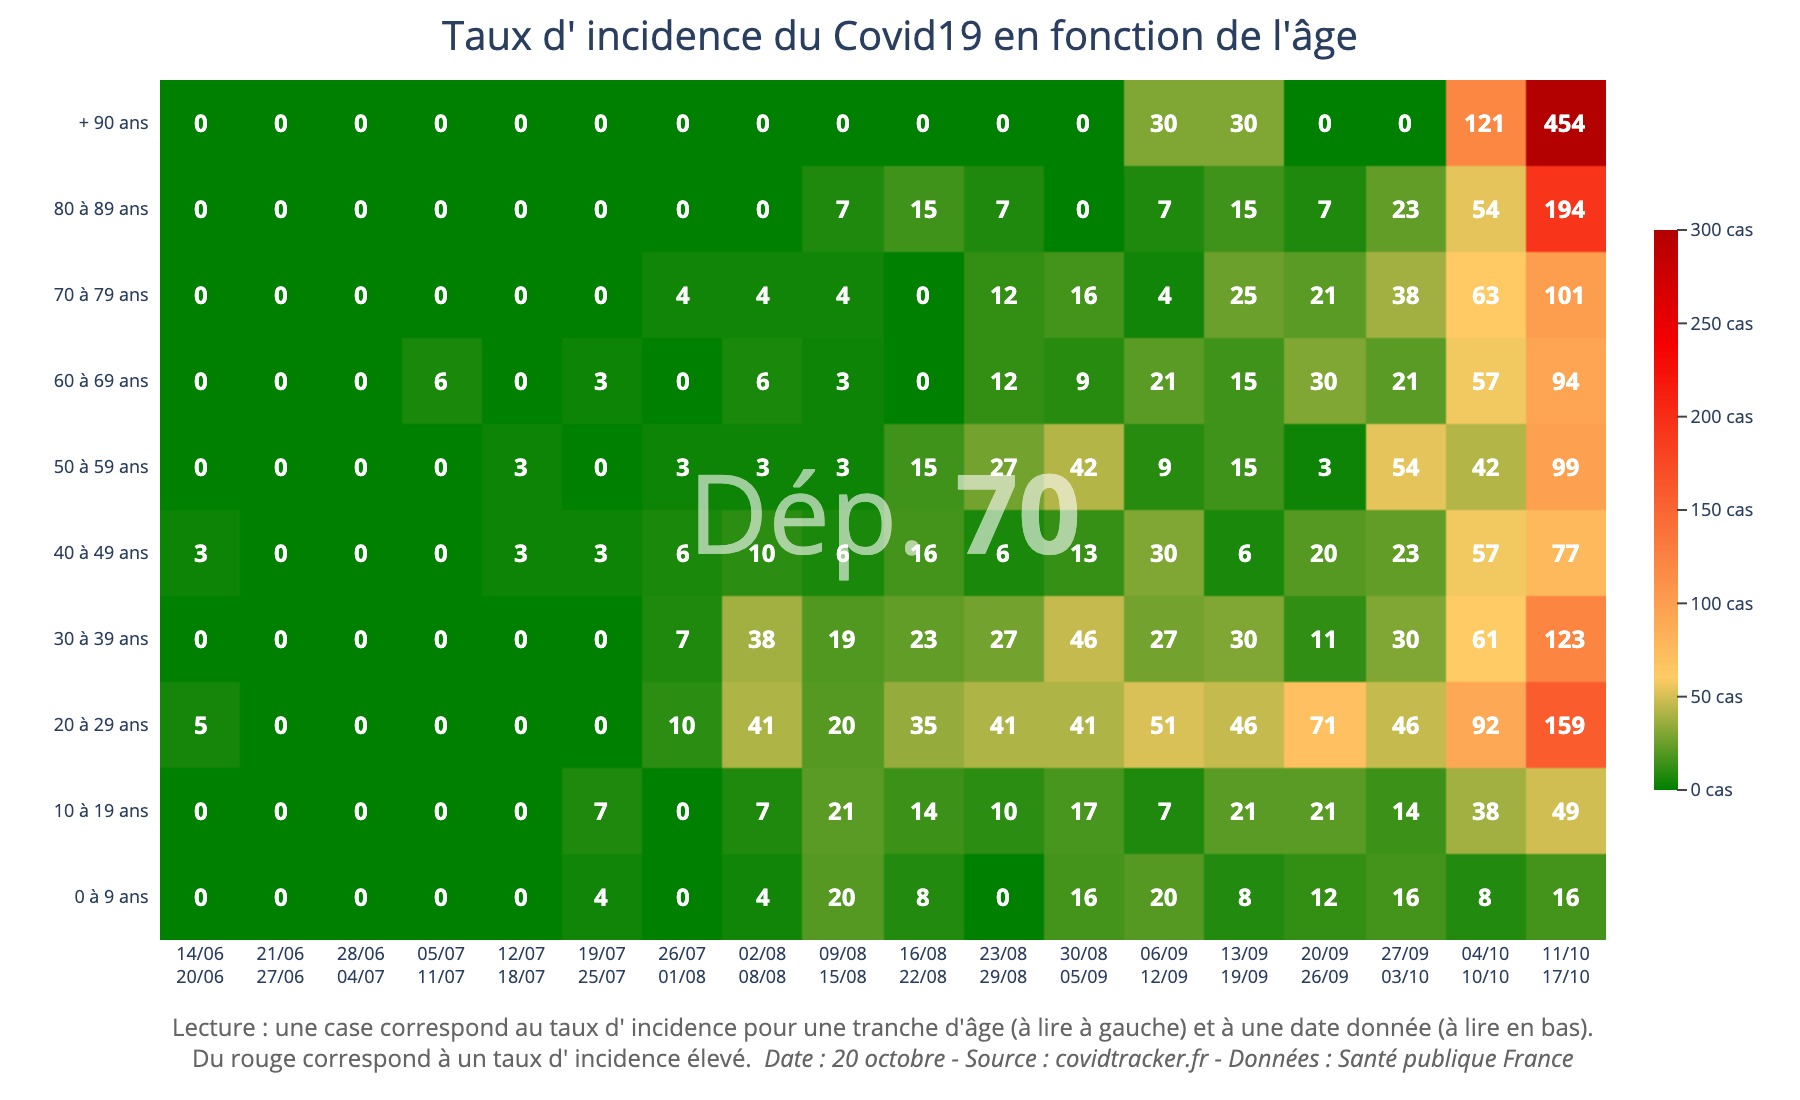 Taux d' incidence du Covid19 en fonction de l'âge
+ 90 ans 0 0 0 0 0 0 0 0 0 0 0 0 30 30 0 0 121 454
80 à 89 ans 0 0 0 0 0 0 0 0 7 15 7 0 7 15 7 23 54 194
300 cas
70 à 79 ans 0 0 0 0 0 0 4 4 4 0 12 16 4 25 21 38 63 101
250 cas
60 à 69 ans 0 0 0 6 0 3 0 6 3 0 12 9 21 15 30 21 57 94
200 cas
50 à 59 ans 0 0 0 0 3 0 3 3 3 15 27 42 9 15 3 54 42 99
Dép. 70
150 cas
40 à 49 ans 3 0 0 0 3 3 6 10 6 16 6 13 30 6 20 23 57 77
100 cas
30 à 39 ans 0 0 0 0 0 0 7 38 19 23 27 46 27 30 11 30 61 123
50 cas
20 à 29 ans 5 0 0 0 0 0 10 41 20 35 41 41 51 46 71 46 92 159
0 cas
10 à 19 ans 0 0 0 0 0 7 0 7 21 14 10 17 7 21 21 14 38 49
0 à 9 ans 0 0 0 0 0 4 0 4 20 8 0 16 20 8 12 16 8 16
14/06 21/06 28/06 05/07 12/07 19/07 26/07 02/08 09/08 16/08 23/08 30/08 06/09 13/09 20/09 27/09 04/10 11/10
20/06 27/06 04/07 11/07 18/07 25/07 01/08 08/08 15/08 22/08 29/08 05/09 12/09 19/09 26/09 03/10 10/10 17/10
Lecture : une case correspond au taux d' incidence pour une tranche d'âge (à lire à gauche) et à une date donnée (à lire en bas).
Du rouge correspond à un taux d' incidence élevé. Date : 20 octobre - Source : covidtracker.fr - Données : Santé publique France